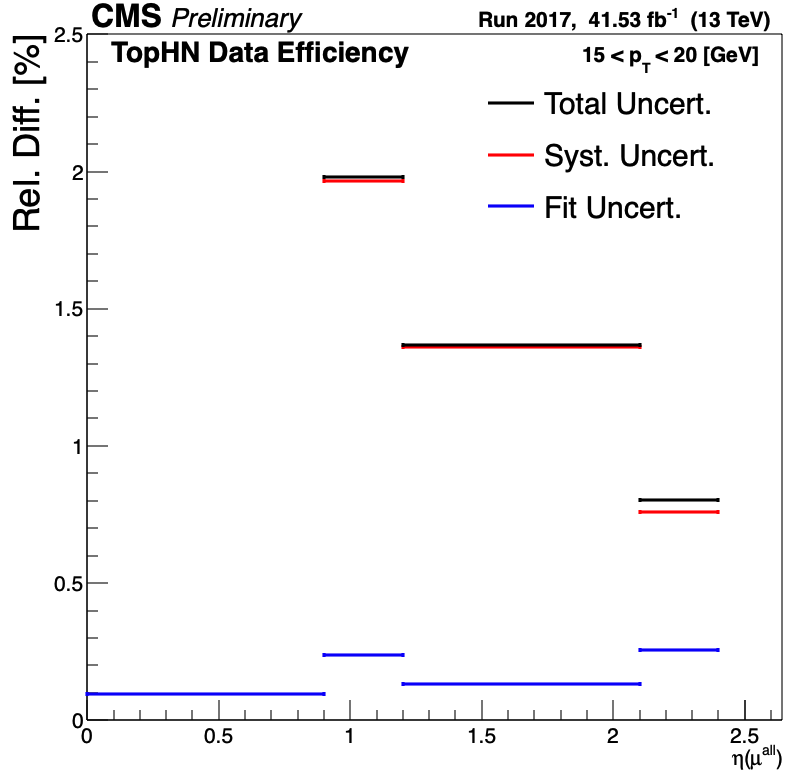 CMS Preliminary
Run 2017, 41.53 fb⁻¹ (13 TeV)
TopHN Data Efficiency
15 < p_T < 20 [GeV]
Rel. Diff. [%]
Total Uncert.
Syst. Uncert.
Fit Uncert.
2.5
2
1.5
1
0.5
0
0 0.5 1 1.5 2 2.5
η(μ^all)